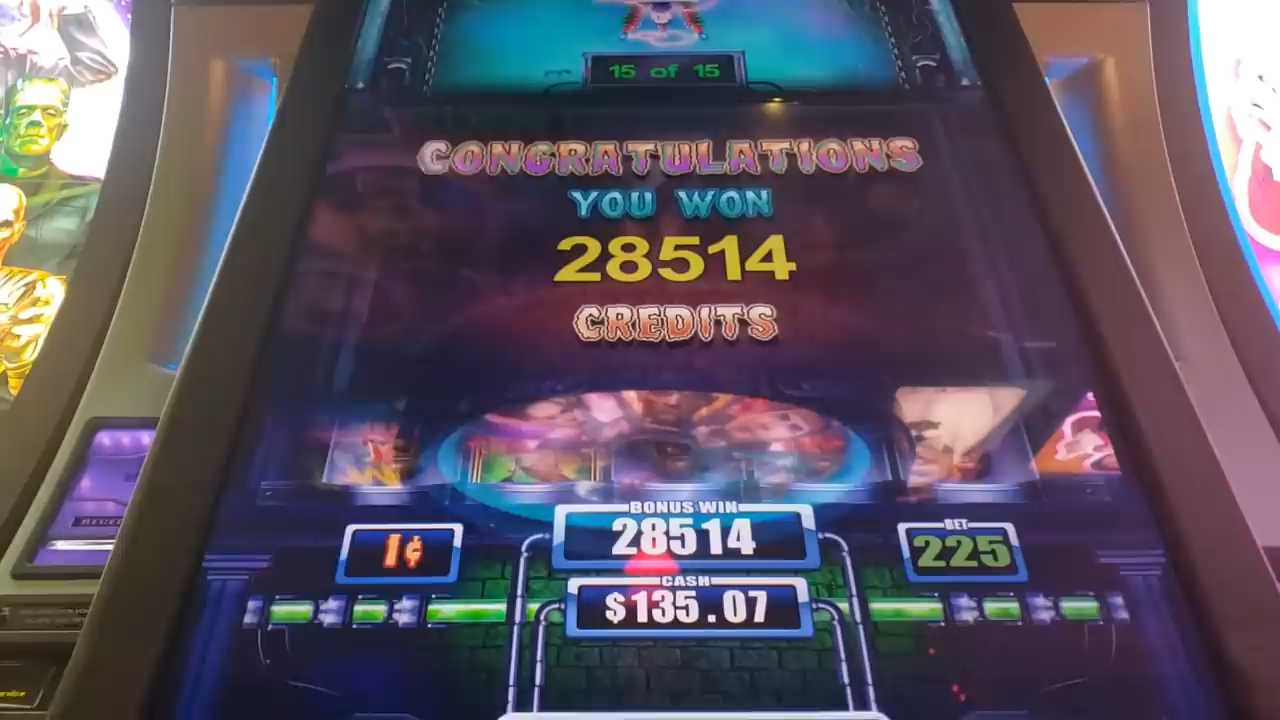 15 of 15
CONGRATULATIONS
YOU WON
28514
CREDITS
BONUS WIN
28514
1¢
BET
225
CASH
$135.07